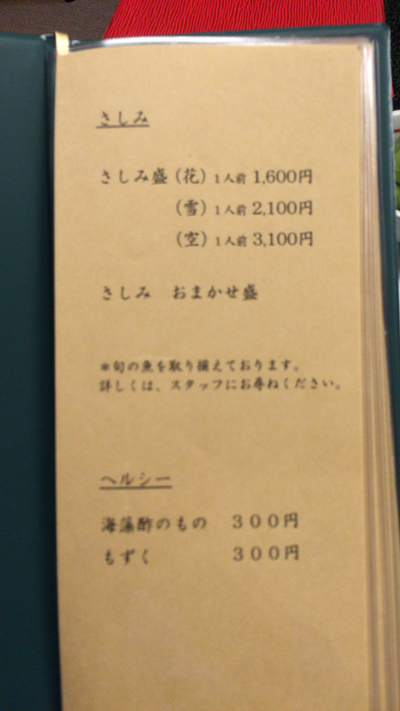 さしみ
さしみ盛(花)1人前 1,600円
(雪)1人前 2,100円
(空)1人前 3,100円
さしみ おまかせ盛
*旬の魚を取り揃えております。
詳しくは、スタッフにお尋ねください。
ヘルシー
海藻酢のもの 300円
もずく 300円